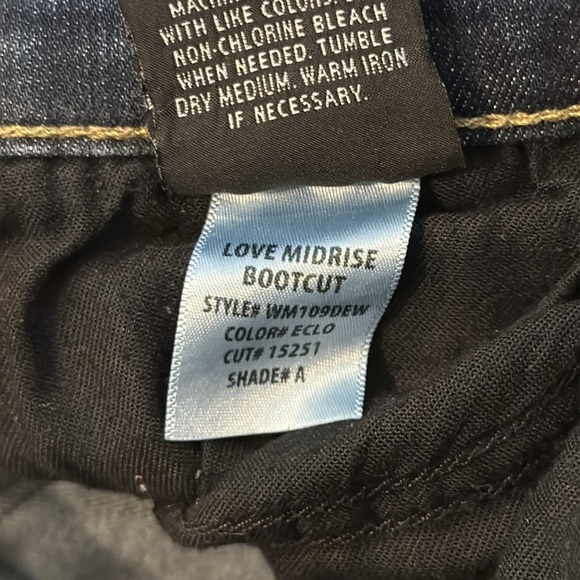 WITH LIKE COLORS.
NON-CHLORINE BLEACH
WHEN NEEDED. TUMBLE
DRY MEDIUM. WARM IRON
IF NECESSARY.
LOVE MIDRISE
BOOTCUT
STYLE# WM109DEW
COLOR# ECLO
CUT# 15251
SHADE# A